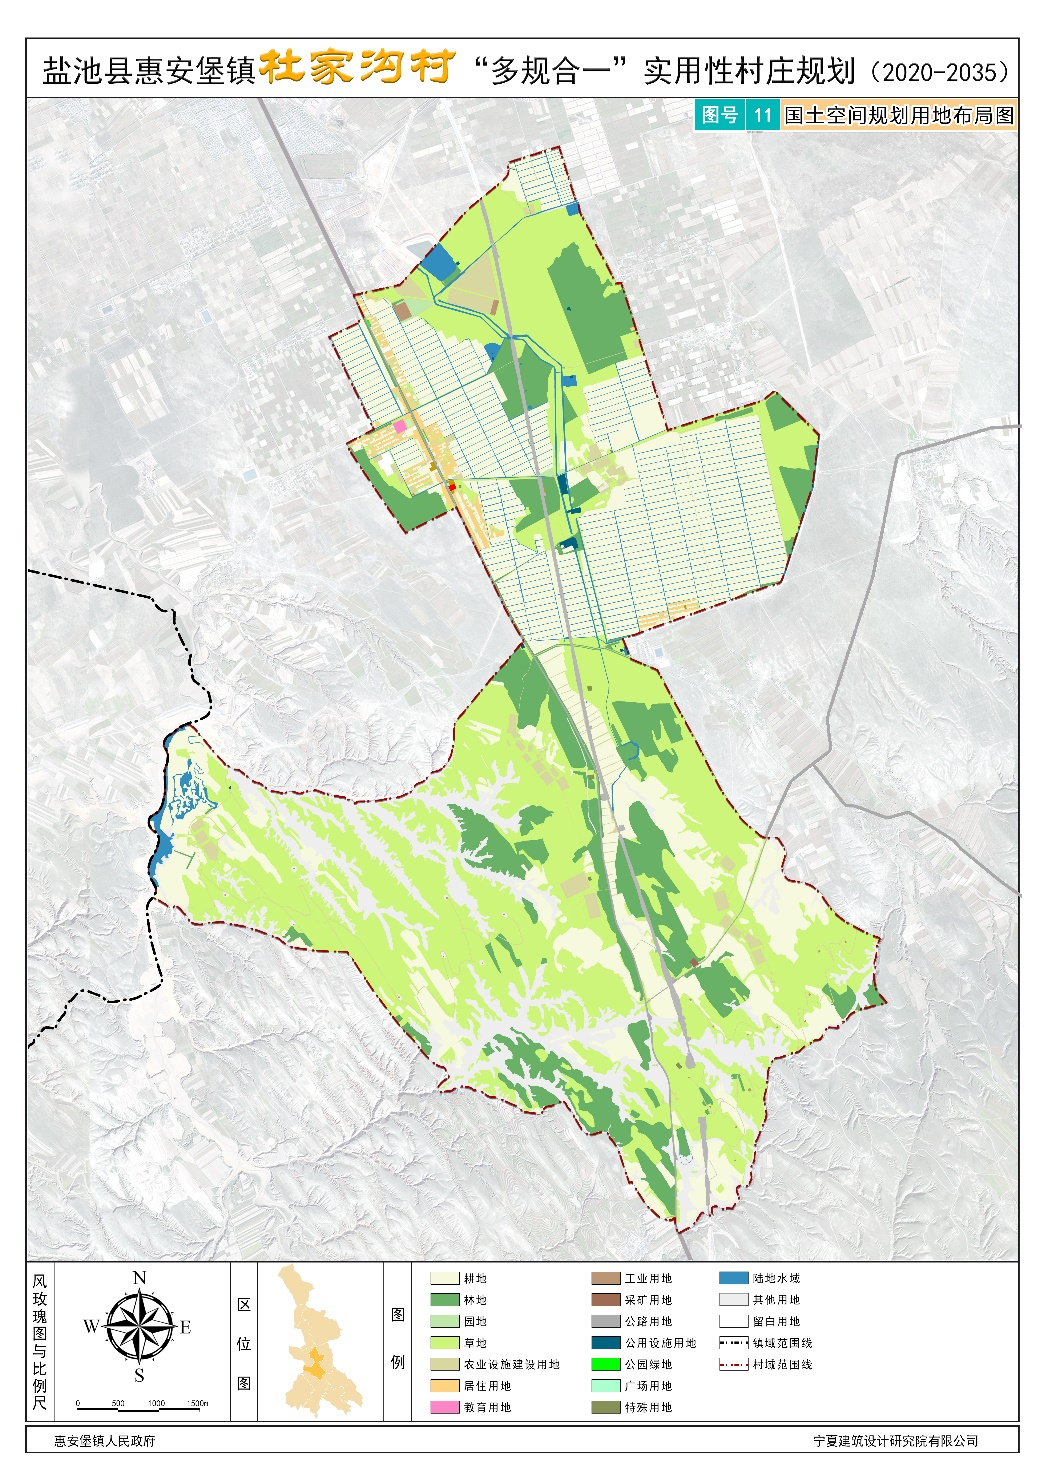 盐池县惠安堡镇杜家沟村“多规合一”实用性村庄规划（2020-2035）
图号 11 国土空间规划用地布局图
风玫瑰图与比例尺
N
W E
S
0 500 1000 1500m
区位图
图例
耕地
林地
园地
草地
农业设施建设用地
居住用地
教育用地
工业用地
采矿用地
公路用地
公用设施用地
公园绿地
广场用地
特殊用地
陆地水域
其他用地
留白用地
镇域范围线
村域范围线
惠安堡镇人民政府 宁夏建筑设计研究院有限公司